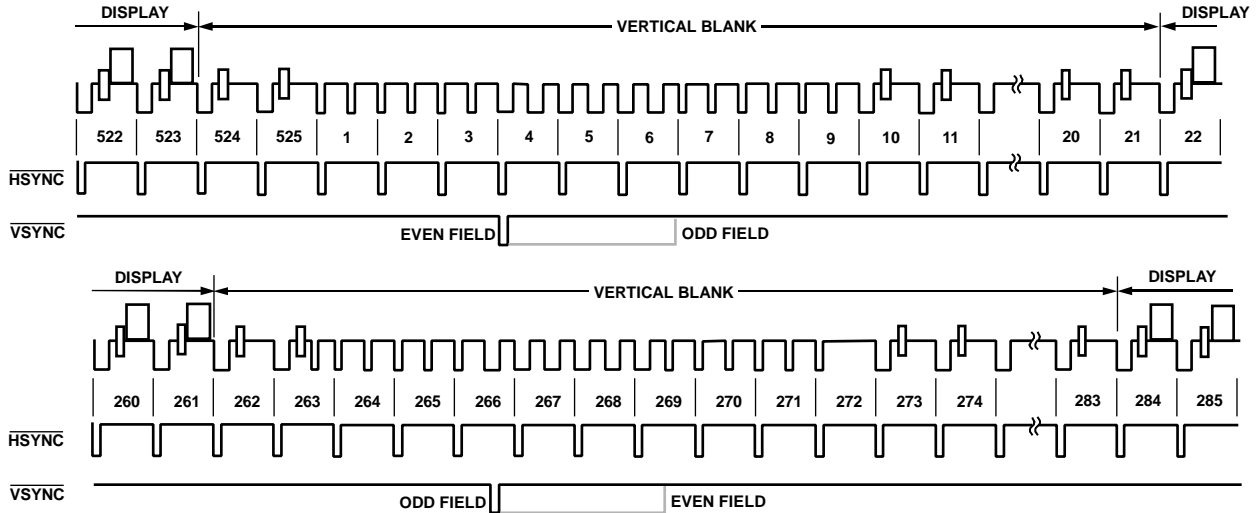 DISPLAY VERTICAL BLANK DISPLAY
522 523 524 525 1 2 3 4 5 6 7 8 9 10 11 20 21 22
HSYNC
VSYNC EVEN FIELD ODD FIELD
DISPLAY VERTICAL BLANK DISPLAY
260 261 262 263 264 265 266 267 268 269 270 271 272 273 274 283 284 285
HSYNC
VSYNC ODD FIELD EVEN FIELD